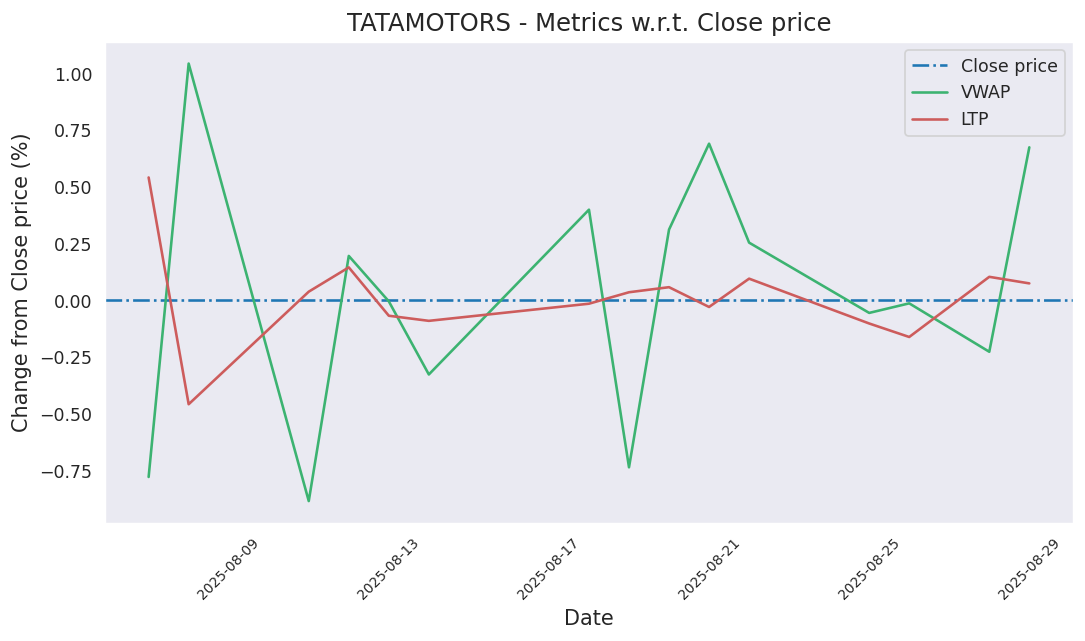 TATAMOTORS - Metrics w.r.t. Close price
Close price
VWAP
LTP
Change from Close price (%)
1.00
0.75
0.50
0.25
0.00
−0.25
−0.50
−0.75
2025-08-09
2025-08-13
2025-08-17
2025-08-21
2025-08-25
2025-08-29
Date